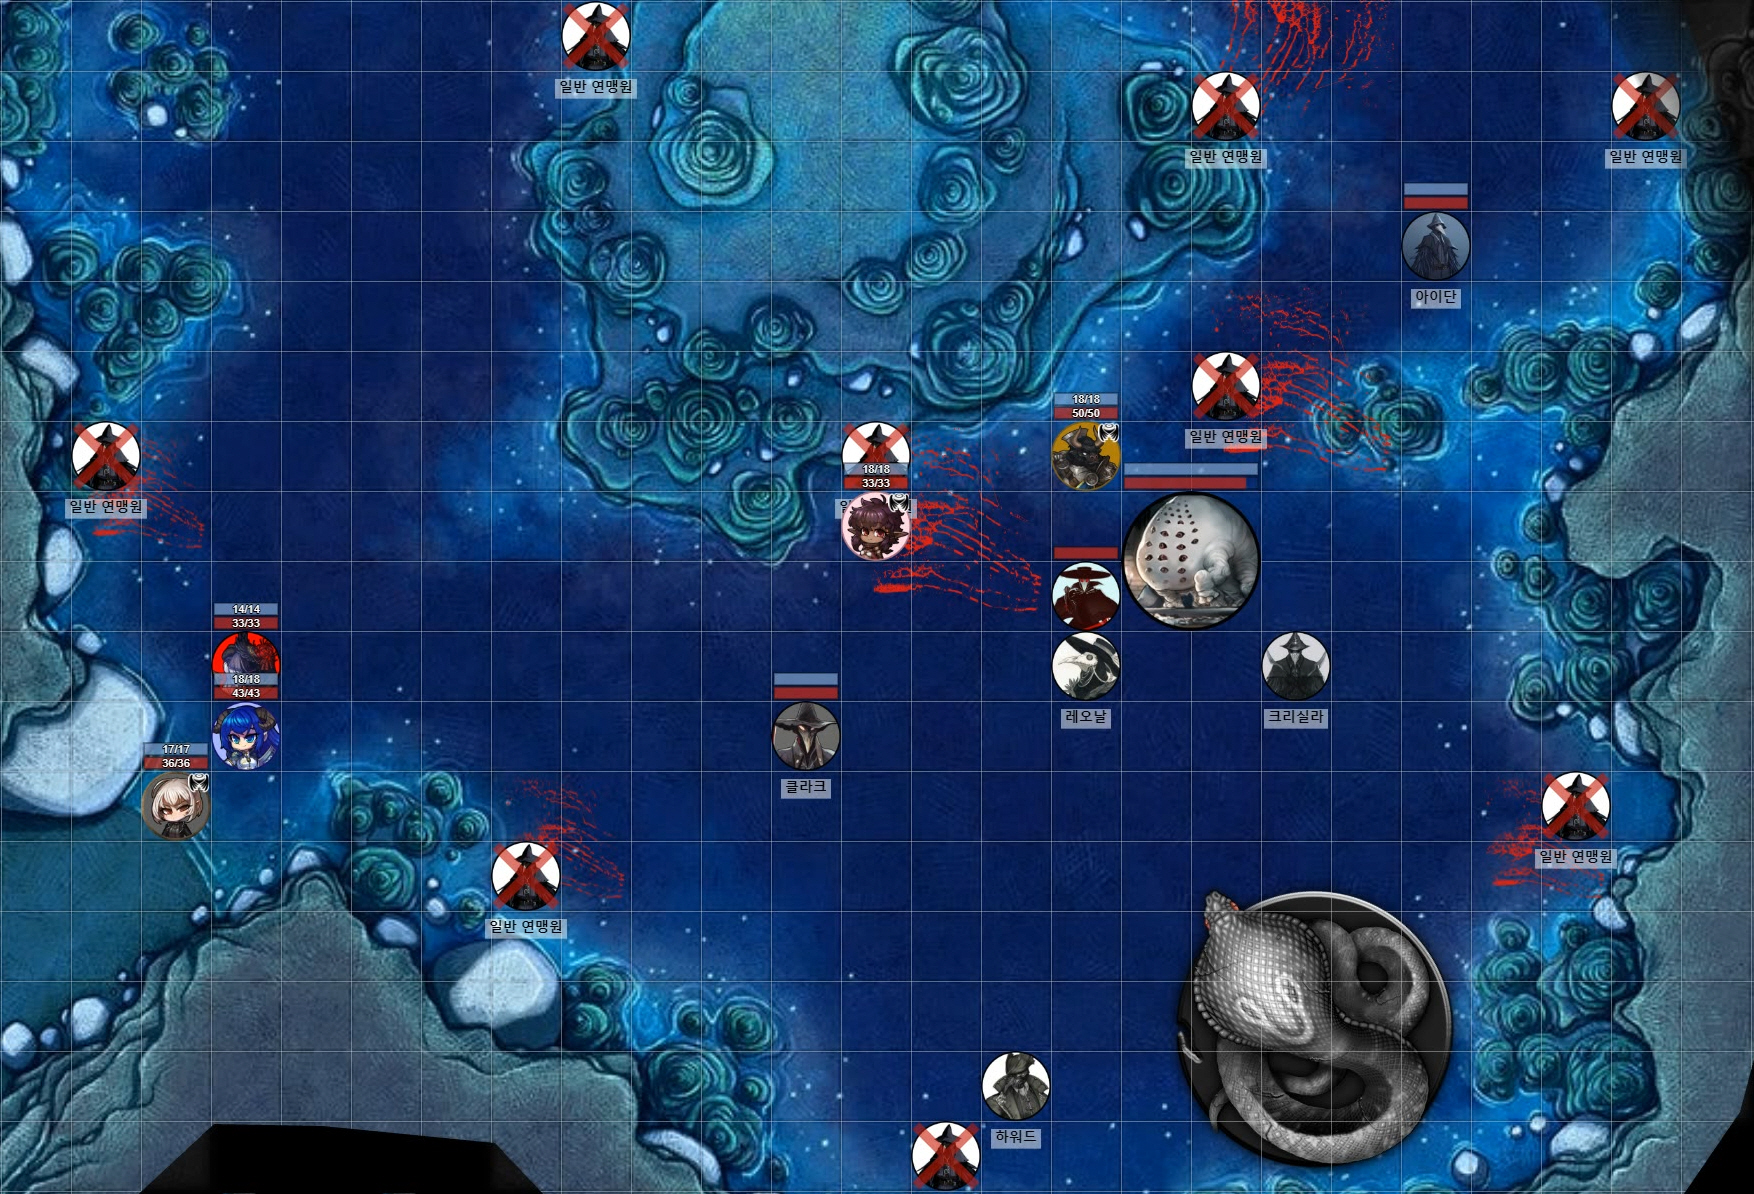 일반 연맹원
일반 연맹원
일반 연맹원
아이단
18/18
50/50
일반 연맹원
18/18
33/33
일반 연맹원
14/14
33/33
18/18
43/43
레오날
크리실라
17/17
36/36
클라크
일반 연맹원
일반 연맹원
하워드